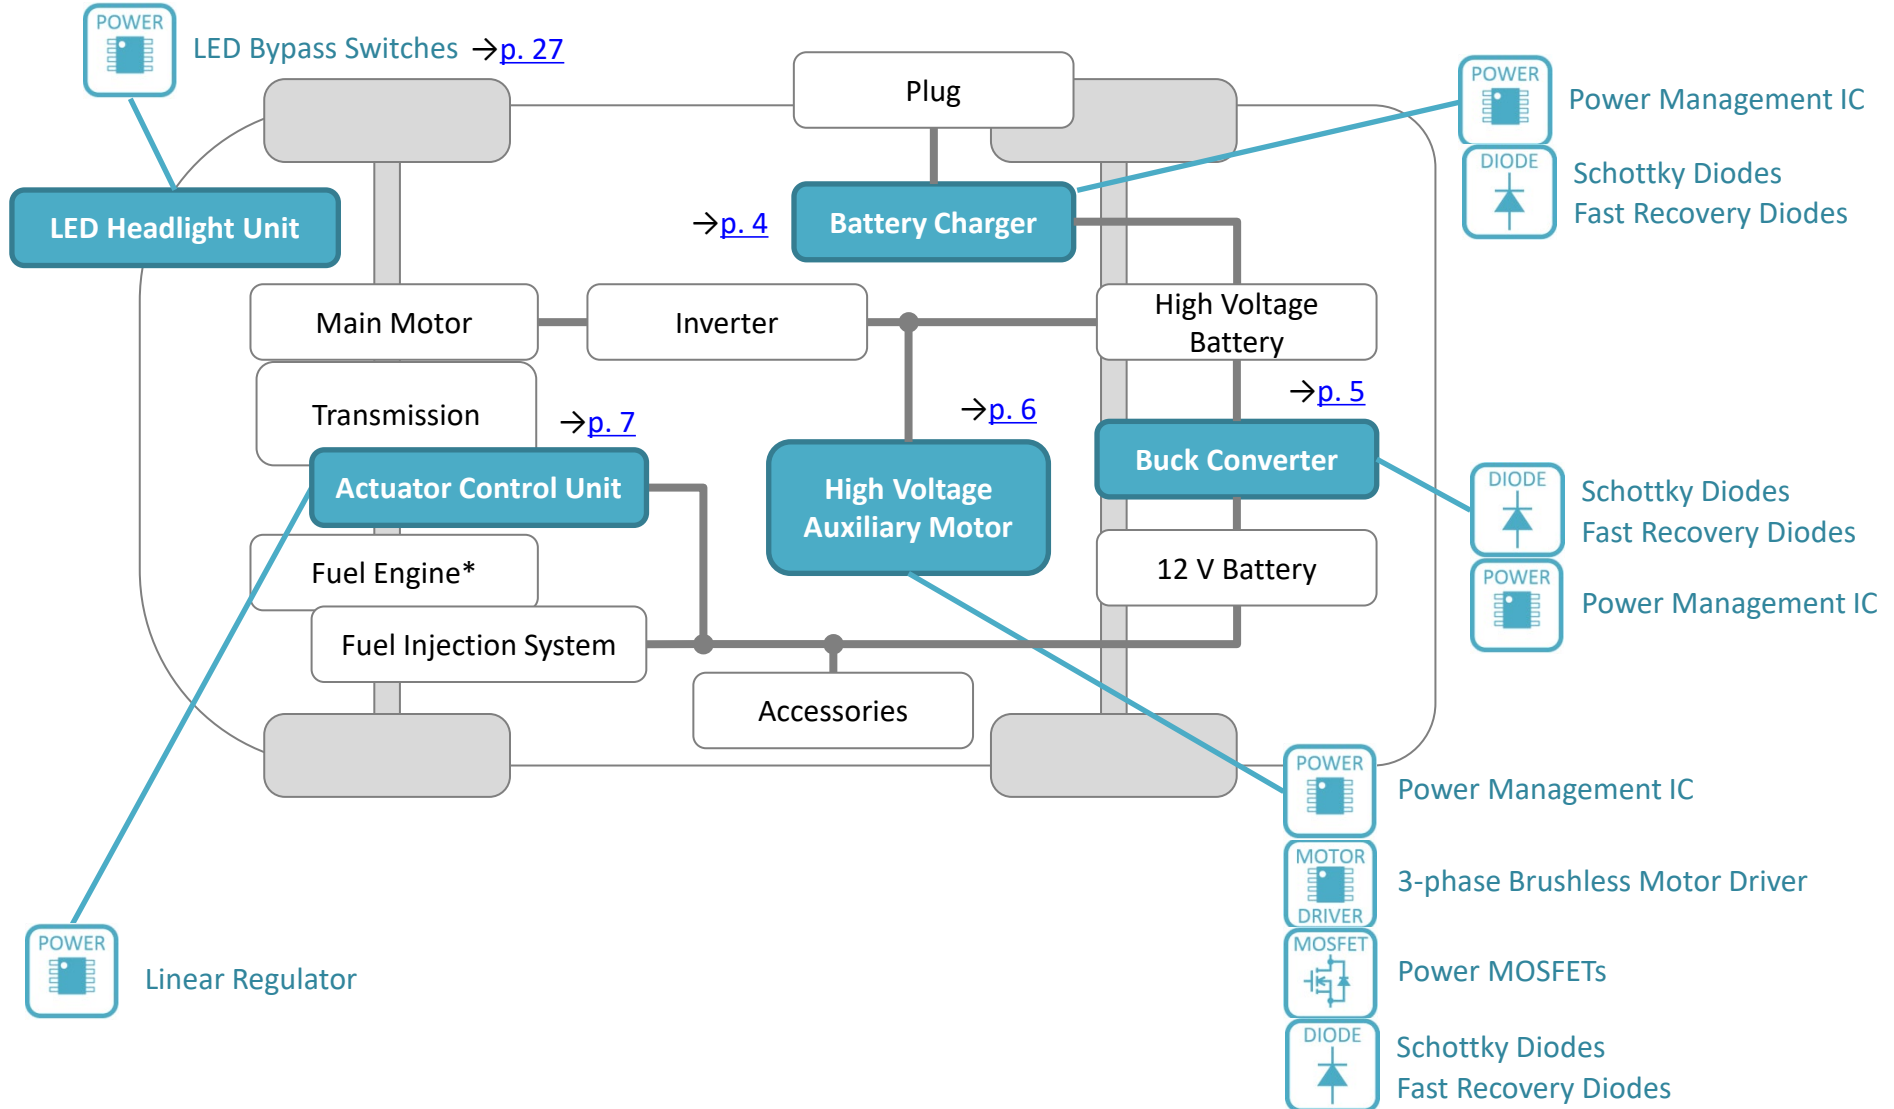 POWER
LED Bypass Switches →p. 27
Plug
POWER
Power Management IC
DIODE
Schottky Diodes
Fast Recovery Diodes
LED Headlight Unit
→p. 4
Battery Charger
Main Motor
Inverter
High Voltage
Battery
Transmission
→p. 7
→p. 6
→p. 5
Actuator Control Unit
High Voltage
Auxiliary Motor
Buck Converter
DIODE
Schottky Diodes
Fast Recovery Diodes
POWER
Power Management IC
Fuel Engine*
12 V Battery
Fuel Injection System
Accessories
POWER
Power Management IC
MOTOR
DRIVER
3-phase Brushless Motor Driver
MOSFET
Power MOSFETs
DIODE
Schottky Diodes
Fast Recovery Diodes
POWER
Linear Regulator